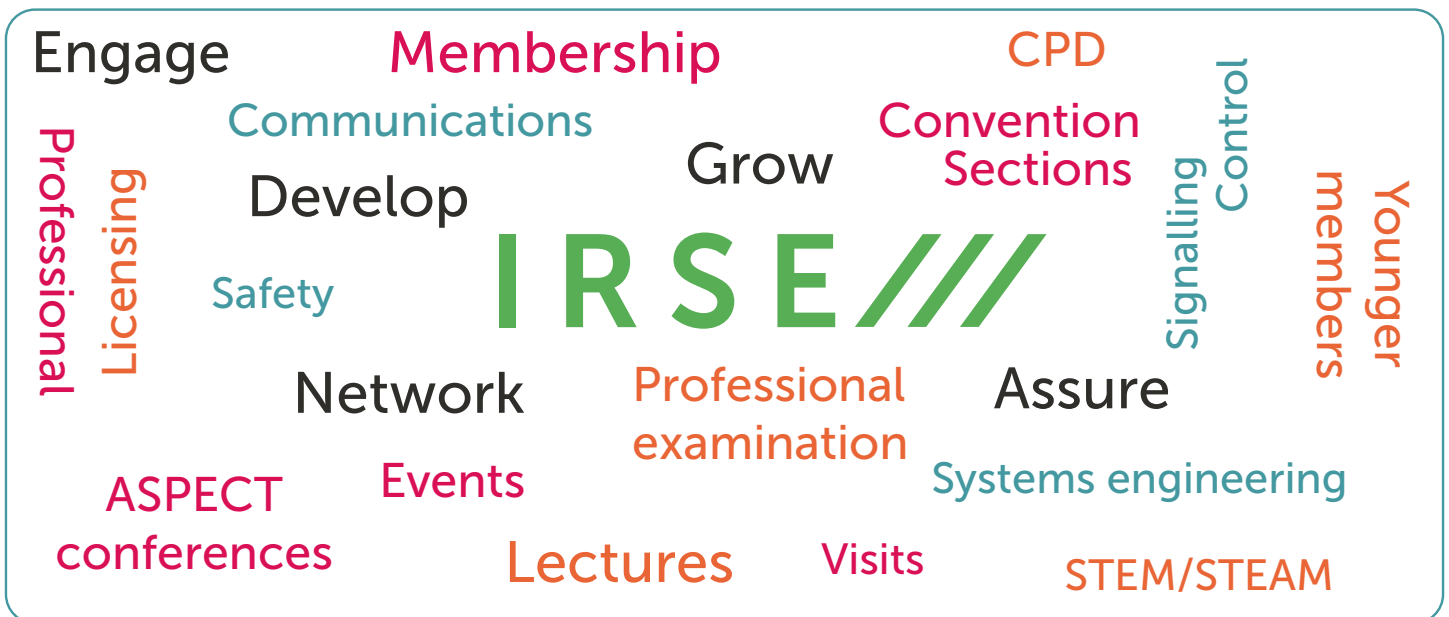 Engage
Membership
CPD
Communications
Convention
Sections
Control
Professional
Licensing
Develop
Grow
Signalling
Younger
members
Safety
IRSE
Network
Professional
examination
Assure
ASPECT
conferences
Events
Systems engineering
Lectures
Visits
STEM/STEAM